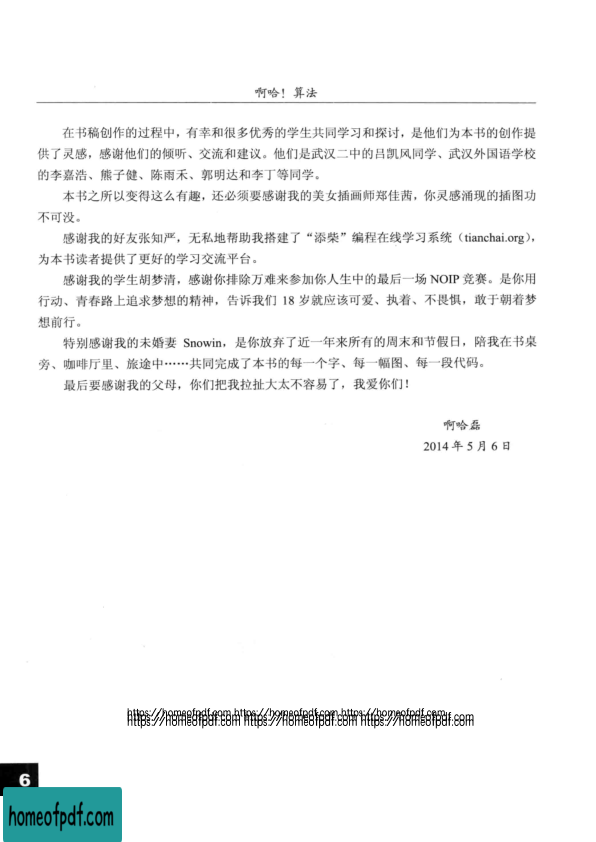 啊哈！算法
在书稿创作的过程中，有幸和很多优秀的学生共同学习和探讨，是他们为本书的创作提
供了灵感，感谢他们的倾听、交流和建议。他们是武汉二中的吕凯风同学、武汉外国语学校
的李嘉浩、熊子健、陈雨禾、郭明达和李丁等同学。
本书之所以变得这么有趣，还必须要感谢我的美女插画师郑佳茜，你灵感涌现的插图功
不可没。
感谢我的好友张知严，无私地帮助我搭建了“添柴”编程在线学习系统（tianchai.org），
为本书读者提供了更好的学习交流平台。
感谢我的学生胡梦清，感谢你排除万难来参加你人生中的最后一场 NOIP 竞赛。是你用
行动、青春路上追求梦想的精神，告诉我们 18 岁就应该可爱、执着、不畏惧，敢于朝着梦
想前行。
特别感谢我的未婚妻 Snowin，是你放弃了近一年来所有的周末和节假日，陪我在书桌
旁、咖啡厅里、旅途中……共同完成了本书的每一个字、每一幅图、每一段代码。
最后要感谢我的父母，你们把我拉扯大太不容易了，我爱你们！
啊哈磊
2014 年 5 月 6 日
https://homeofpdf.com https://homeofpdf.com https://homeofpdf.com
https://homeofpdf.com https://homeofpdf.com https://homeofpdf.com
6
homeofpdf.com